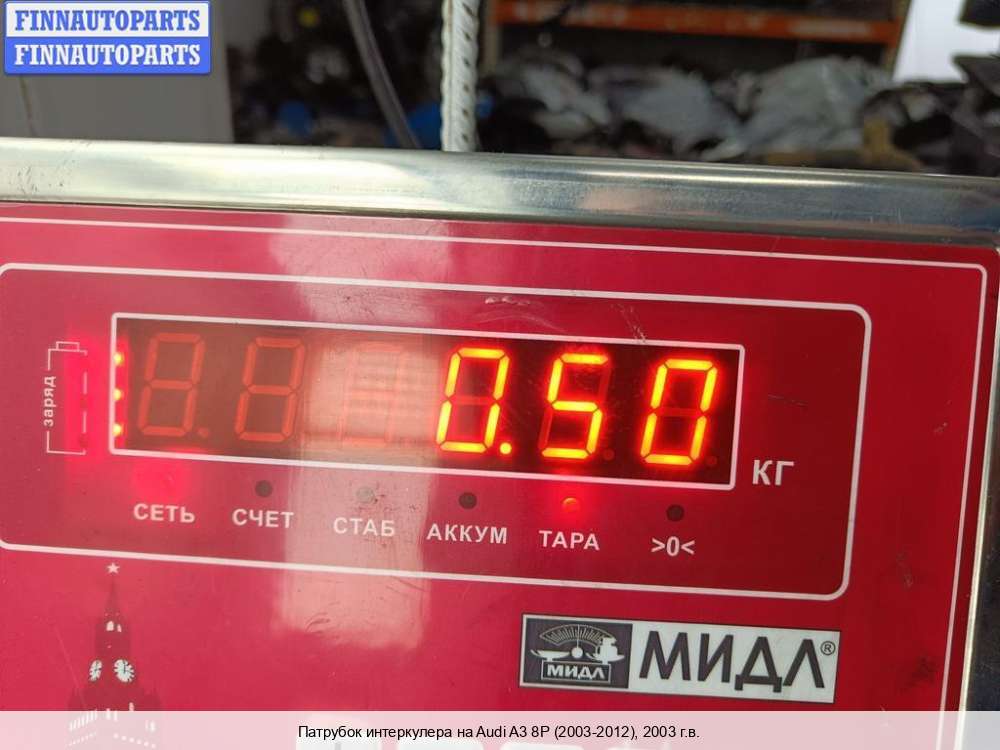 FINNAUTOPARTS
FINNAUTOPARTS
заряд
0.50
КГ
СЕТЬ СЧЕТ СТАБ АККУМ ТАРА >0<
МИДЛ МИДЛ®
Патрубок интеркулера на Audi A3 8P (2003-2012), 2003 г.в.